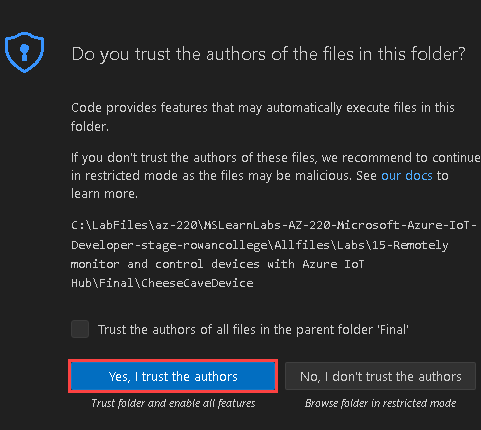 Do you trust the authors of the files in this folder?
Code provides features that may automatically execute files in this
folder.
If you don't trust the authors of these files, we recommend to continue
in restricted mode as the files may be malicious. See our docs to
learn more.
C:\LabFiles\az-220\MSLearnLabs-AZ-220-Microsoft-Azure-IoT-
Developer-stage-rowancollege\Allfiles\Labs\15-Remotely
monitor and control devices with Azure IoT
Hub\Final\CheeseCaveDevice
Trust the authors of all files in the parent folder 'Final'
Yes, I trust the authors
No, I don't trust the authors
Trust folder and enable all features
Browse folder in restricted mode